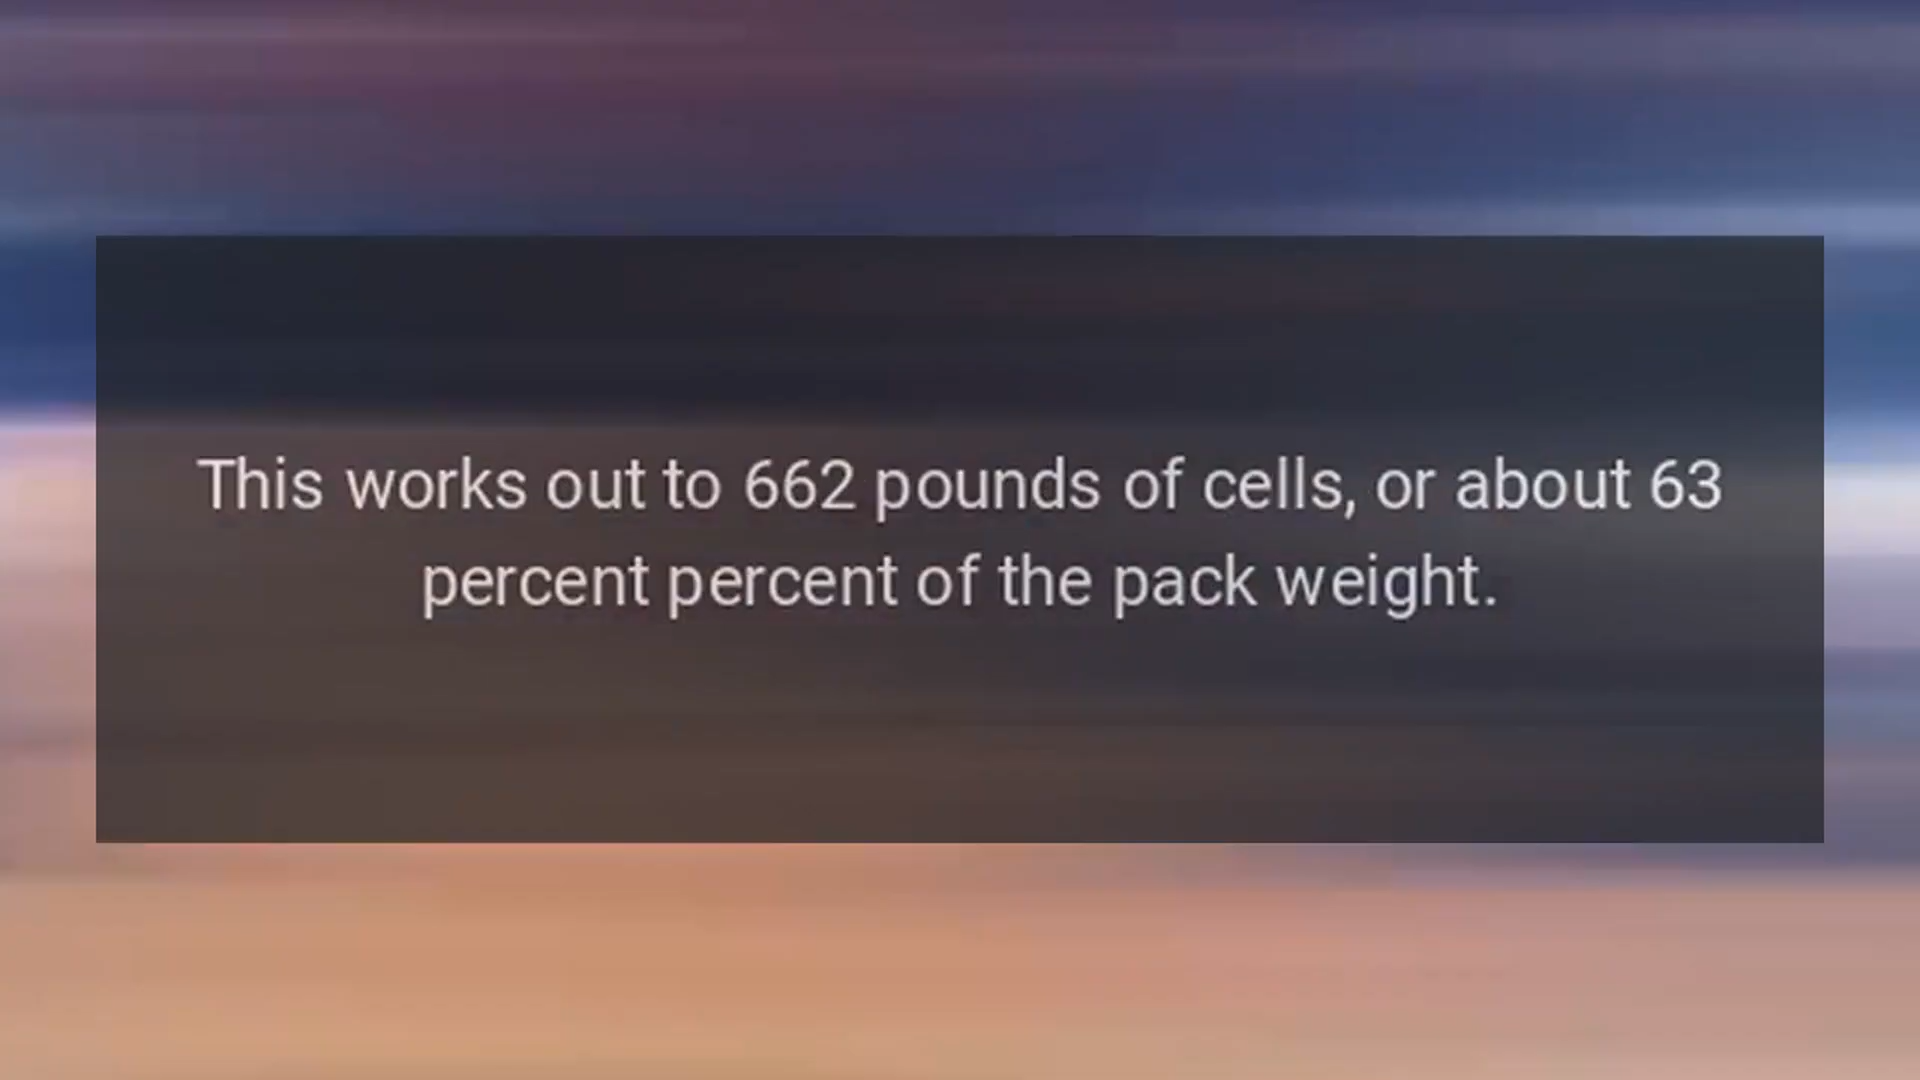 This works out to 662 pounds of cells, or about 63
percent percent of the pack weight.